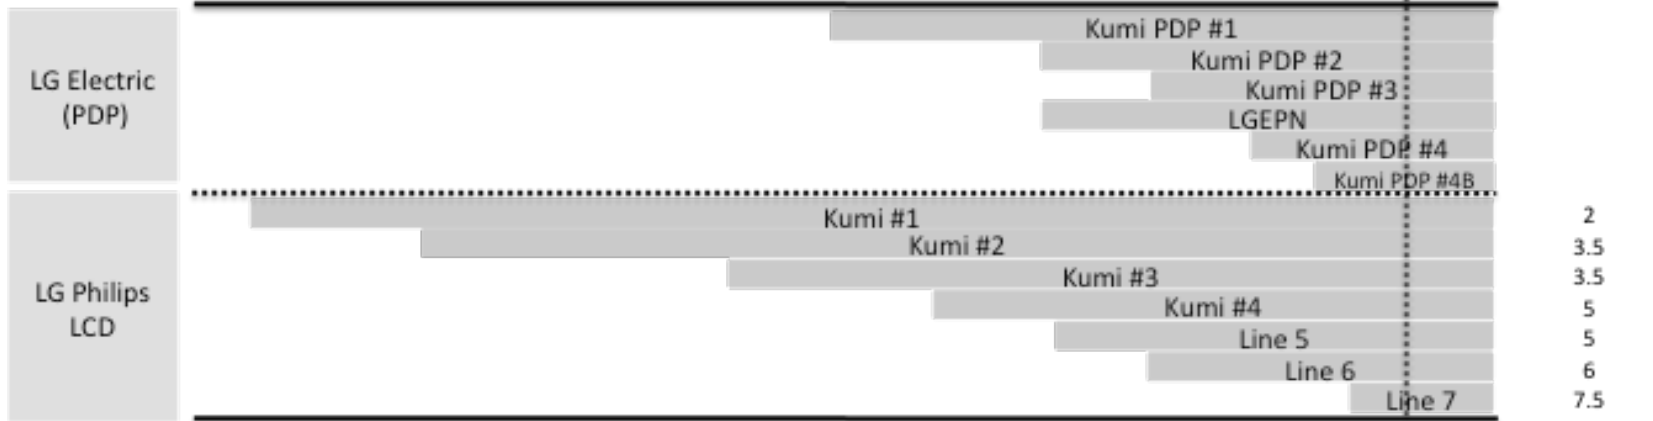 LG Electric
(PDP)
Kumi PDP #1
Kumi PDP #2
Kumi PDP #3
LGEPN
Kumi PDP #4
Kumi PDP #4B
LG Philips
LCD
Kumi #1 2
Kumi #2 3.5
Kumi #3 3.5
Kumi #4 5
Line 5 5
Line 6 6
Line 7 7.5